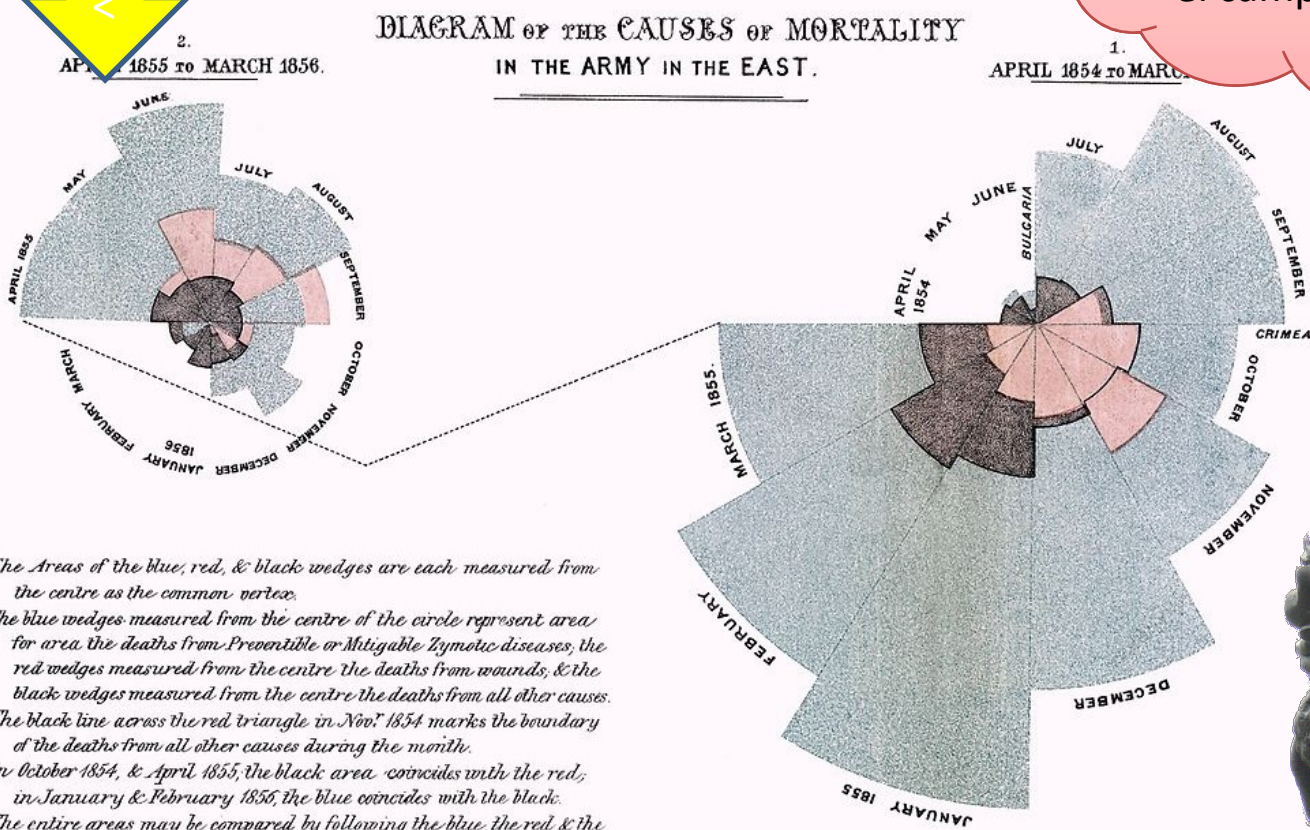 <
DIAGRAM OF THE CAUSES OF MORTALITY
IN THE ARMY IN THE EAST.
2.
1855 TO MARCH 1856.
JUNE
MAY
JULY
AUGUST
APRIL 1855
SEPTEMBER
OCTOBER
NOVEMBER
DECEMBER
JANUARY
1856
FEBRUARY
MARCH
1.
APRIL 1854 TO
APRIL
1854
MAY
JUNE
BULGARIA
JULY
AUGUST
SEPTEMBER
CRIMEA
OCTOBER
NOVEMBER
DECEMBER
JANUARY 1855
FEBRUARY
MARCH 1855.
The Areas of the blue, red, & black wedges are each measured from
the centre as the common vertex.
The blue wedges measured from the centre of the circle represent area
for area the deaths from Preventible or Mitigable Zymotic diseases; the
red wedges measured from the centre the deaths from wounds; & the
black wedges measured from the centre the deaths from all other causes.
The black line across the red triangle in Novr. 1854 marks the boundary
of the deaths from all other causes during the month.
In October 1854, & April 1855; the black area coincides with the red;
in January & February 1856, the blue coincides with the black.
The entire areas may be compared by following the blue, the red & the